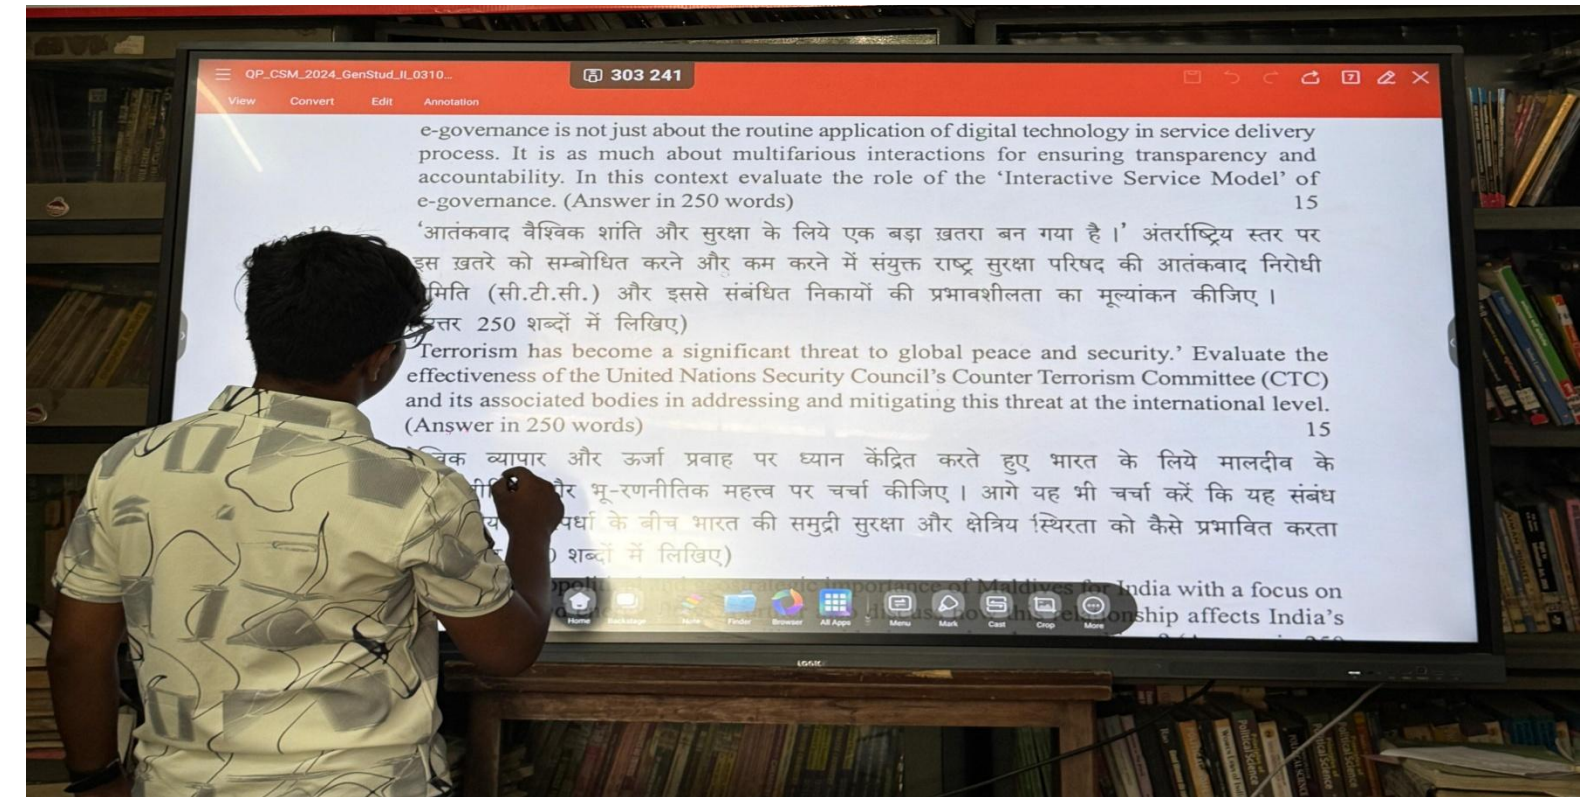 QP_CSM_2024_GenStud_II_0310...
303 241
View Convert Edit Annotation
e-governance is not just about the routine application of digital technology in service delivery
process. It is as much about multifarious interactions for ensuring transparency and
accountability. In this context evaluate the role of the ‘Interactive Service Model’ of
e-governance. (Answer in 250 words) 15
‘आतंकवाद वैश्विक शांति और सुरक्षा के लिये एक बड़ा ख़तरा बन गया है ।’ अंतर्राष्ट्रिय स्तर पर
इस ख़तरे को सम्बोधित करने और कम करने में संयुक्त राष्ट्र सुरक्षा परिषद की आतंकवाद निरोधी
मिति (सी.टी.सी.) और इससे संबंधित निकायों की प्रभावशीलता का मूल्यांकन कीजिए ।
त्तर 250 शब्दों में लिखिए)
Terrorism has become a significant threat to global peace and security.’ Evaluate the
effectiveness of the United Nations Security Council’s Counter Terrorism Committee (CTC)
and its associated bodies in addressing and mitigating this threat at the international level.
(Answer in 250 words) 15
व्यापार और ऊर्जा प्रवाह पर ध्यान केंद्रित करते हुए भारत के लिये मालदीव के
भू-रणनीतिक महत्त्व पर चर्चा कीजिए । आगे यह भी चर्चा करें कि यह संबंध
के बीच भारत की समुद्री सुरक्षा और क्षेत्रिय स्थिरता को कैसे प्रभावित करता
शब्दों में लिखिए)
importance of Maldives for India with a focus on
relationship affects India’s
Home Backstage Note Finder Browser All Apps Menu Mark Cast Crop More
LOGIC